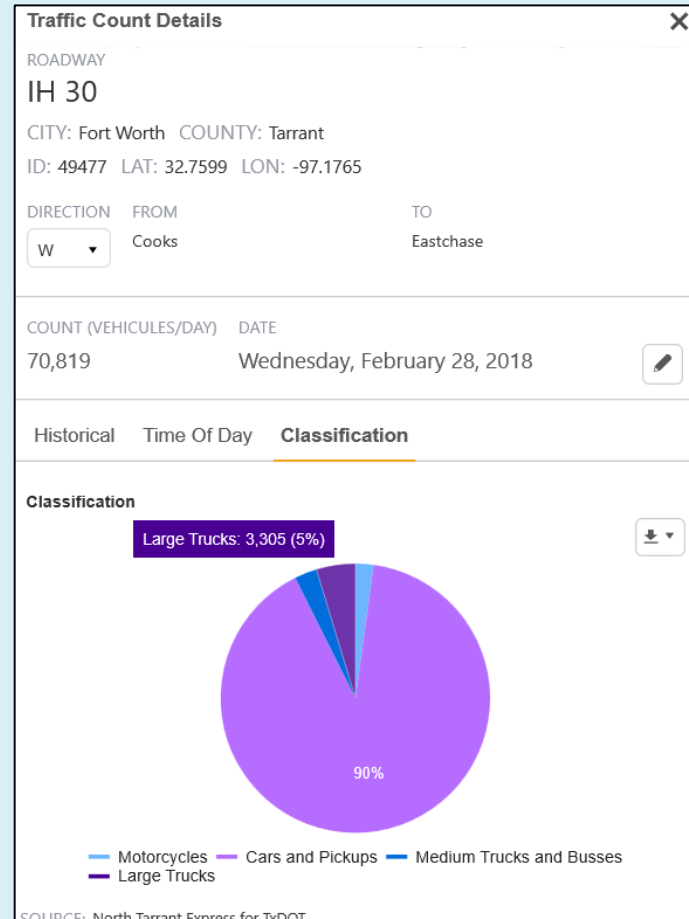 Traffic Count Details
ROADWAY
IH 30
CITY: Fort Worth COUNTY: Tarrant
ID: 49477 LAT: 32.7599 LON: -97.1765
DIRECTION FROM TO
W Cooks Eastchase
COUNT (VEHICULES/DAY) DATE
70,819 Wednesday, February 28, 2018
Historical Time Of Day Classification
Classification
Large Trucks: 3,305 (5%)
90%
Motorcycles Cars and Pickups Medium Trucks and Busses
Large Trucks
SOURCE: North Tarrant Express for TxDOT